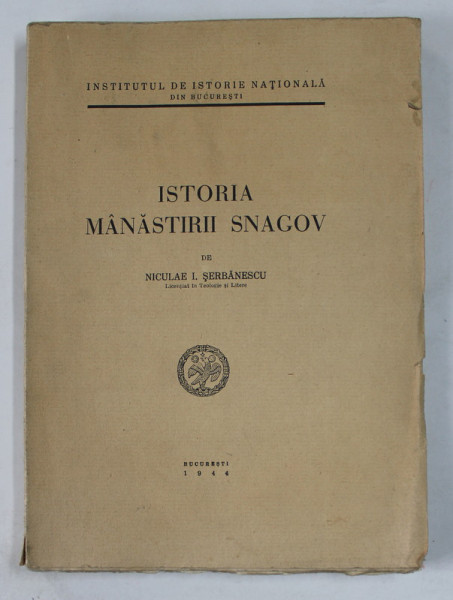 INSTITUTUL DE ISTORIE NAȚIONALĂ
DIN BUCUREȘTI
ISTORIA
MÂNĂSTIRII SNAGOV
DE
NICULAE I. ȘERBĂNESCU
Licențiat în Teologie și Litere
BUCUREȘTI
1944